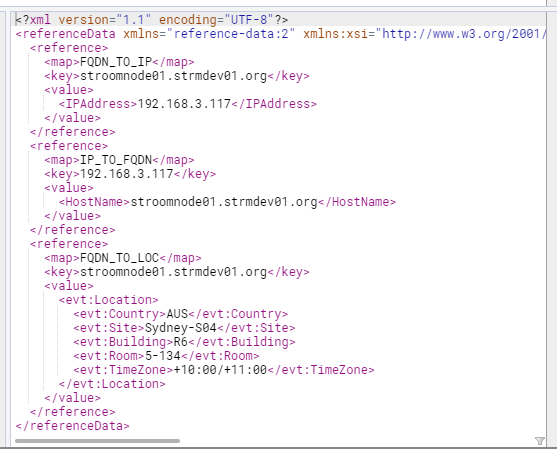 <?xml version="1.1" encoding="UTF-8"?>
<referenceData xmlns="reference-data:2" xmlns:xsi="http://www.w3.org/2001/
<reference>
<map>FQDN_TO_IP</map>
<key>stroomnode01.strmdev01.org</key>
<value>
<IPAddress>192.168.3.117</IPAddress>
</value>
</reference>
<reference>
<map>IP_TO_FQDN</map>
<key>192.168.3.117</key>
<value>
<HostName>stroomnode01.strmdev01.org</HostName>
</value>
</reference>
<reference>
<map>FQDN_TO_LOC</map>
<key>stroomnode01.strmdev01.org</key>
<value>
<evt:Location>
<evt:Country>AUS</evt:Country>
<evt:Site>Sydney-S04</evt:Site>
<evt:Building>R6</evt:Building>
<evt:Room>5-134</evt:Room>
<evt:TimeZone>+10:00/+11:00</evt:TimeZone>
</evt:Location>
</value>
</reference>
</referenceData>